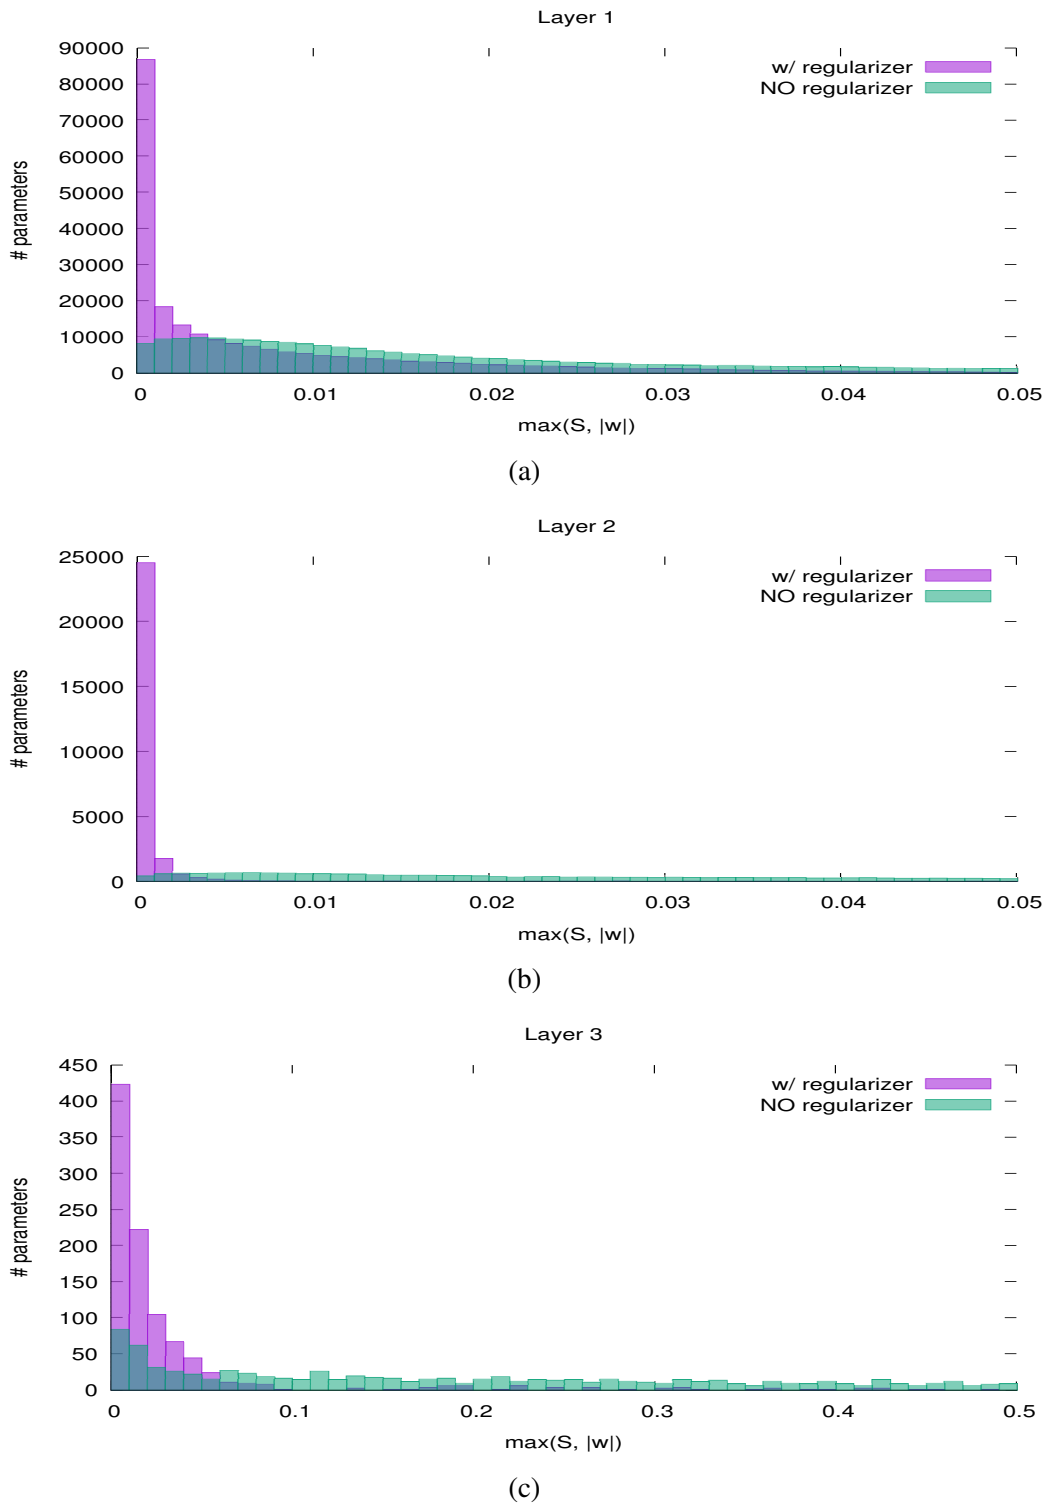 Layer 1
90000
80000
70000
60000
50000
40000
30000
20000
10000
0
# parameters
w/ regularizer
NO regularizer
0 0.01 0.02 0.03 0.04 0.05
max(S, |w|)
(a)
Layer 2
25000
20000
15000
10000
5000
0
# parameters
w/ regularizer
NO regularizer
0 0.01 0.02 0.03 0.04 0.05
max(S, |w|)
(b)
Layer 3
450
400
350
300
250
200
150
100
50
0
# parameters
w/ regularizer
NO regularizer
0 0.1 0.2 0.3 0.4 0.5
max(S, |w|)
(c)